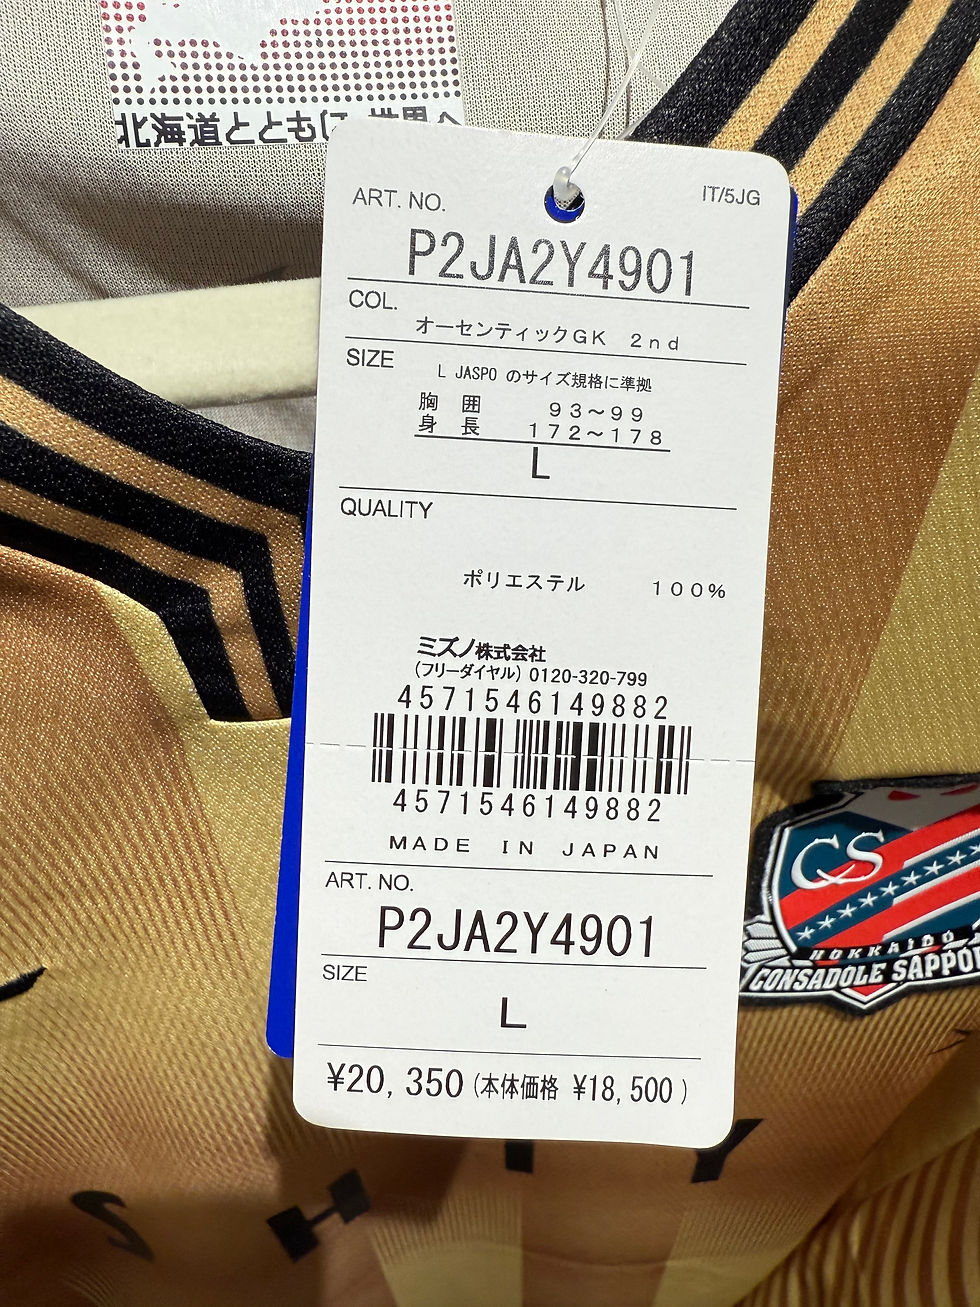 北海道とともに、世界へ
ART. NO.
IT/5JG
P2JA2Y4901
COL.
オーセンティックGK 2nd
SIZE
L JASPO のサイズ規格に準拠
胸囲 93～99
身長 172～178
L
QUALITY
ポリエステル 100%
ミズノ株式会社
(フリーダイヤル) 0120-320-799
4571546149882
4571546149882
MADE IN JAPAN
ART. NO.
P2JA2Y4901
SIZE
L
¥20,350(本体価格 ¥18,500)
CS
HOKKAIDO
CONSADOLE SAPPO